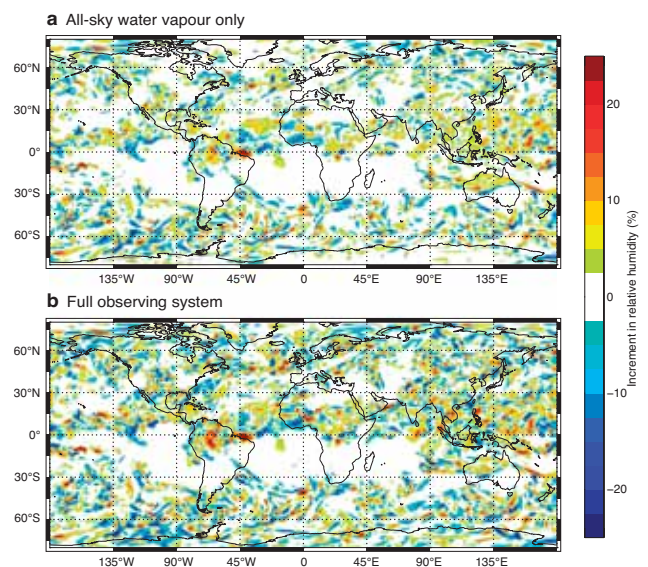 a All-sky water vapour only
60°N
30°N
0°
30°S
60°S
135°W 90°W 45°W 0 45°E 90°E 135°E
b Full observing system
60°N
30°N
0°
30°S
60°S
135°W 90°W 45°W 0 45°E 90°E 135°E
20
10
0
−10
−20
Increment in relative humidity (%)